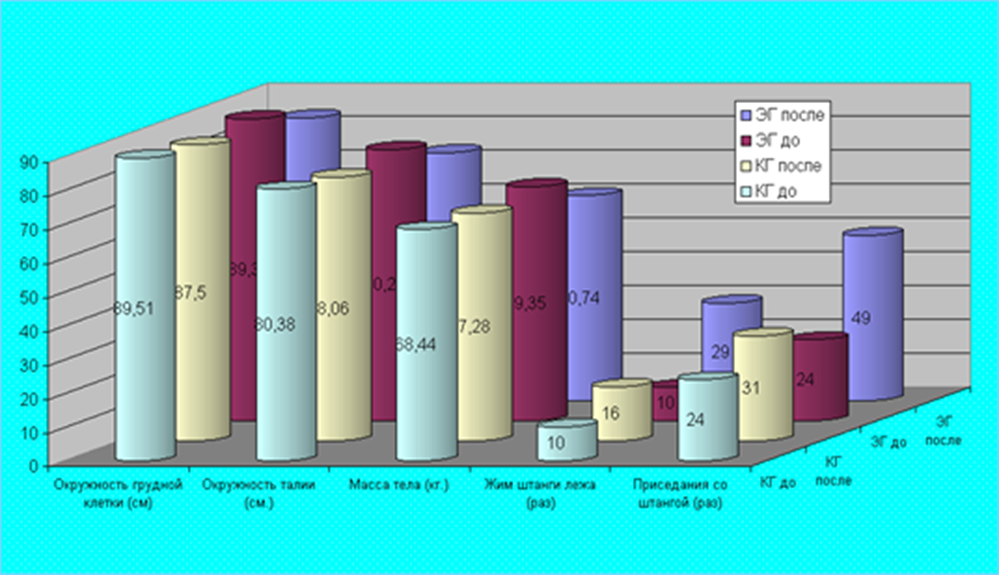 ЭГ после
ЭГ до
КГ после
КГ до
90
80
70
60
50
40
30
20
10
0
89,51
87,5
80,38
68,44
10
16
10
29
24
31
24
49
Окружность грудной
клетки (см)
Окружность талии
(см.)
Масса тела (кг.)
Жим штанги лежа
(раз)
Приседания со
штангой (раз)
КГ до
КГ
после
ЭГ до
ЭГ
после